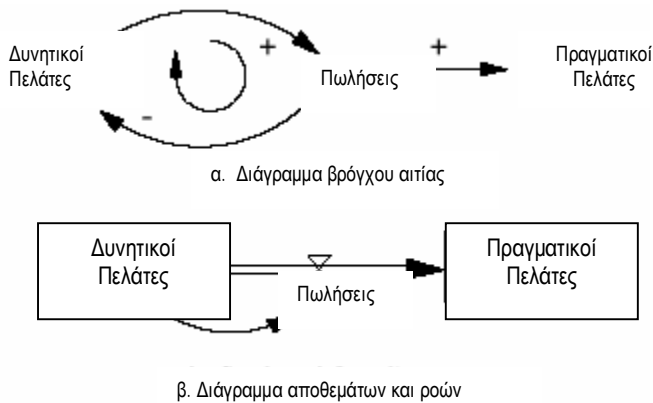 Δυνητικοί
Πελάτες
+
Πωλήσεις
+
Πραγματικοί
Πελάτες
-
α. Διάγραμμα βρόγχου αιτίας
Δυνητικοί
Πελάτες
Πωλήσεις
Πραγματικοί
Πελάτες
β. Διάγραμμα αποθεμάτων και ροών